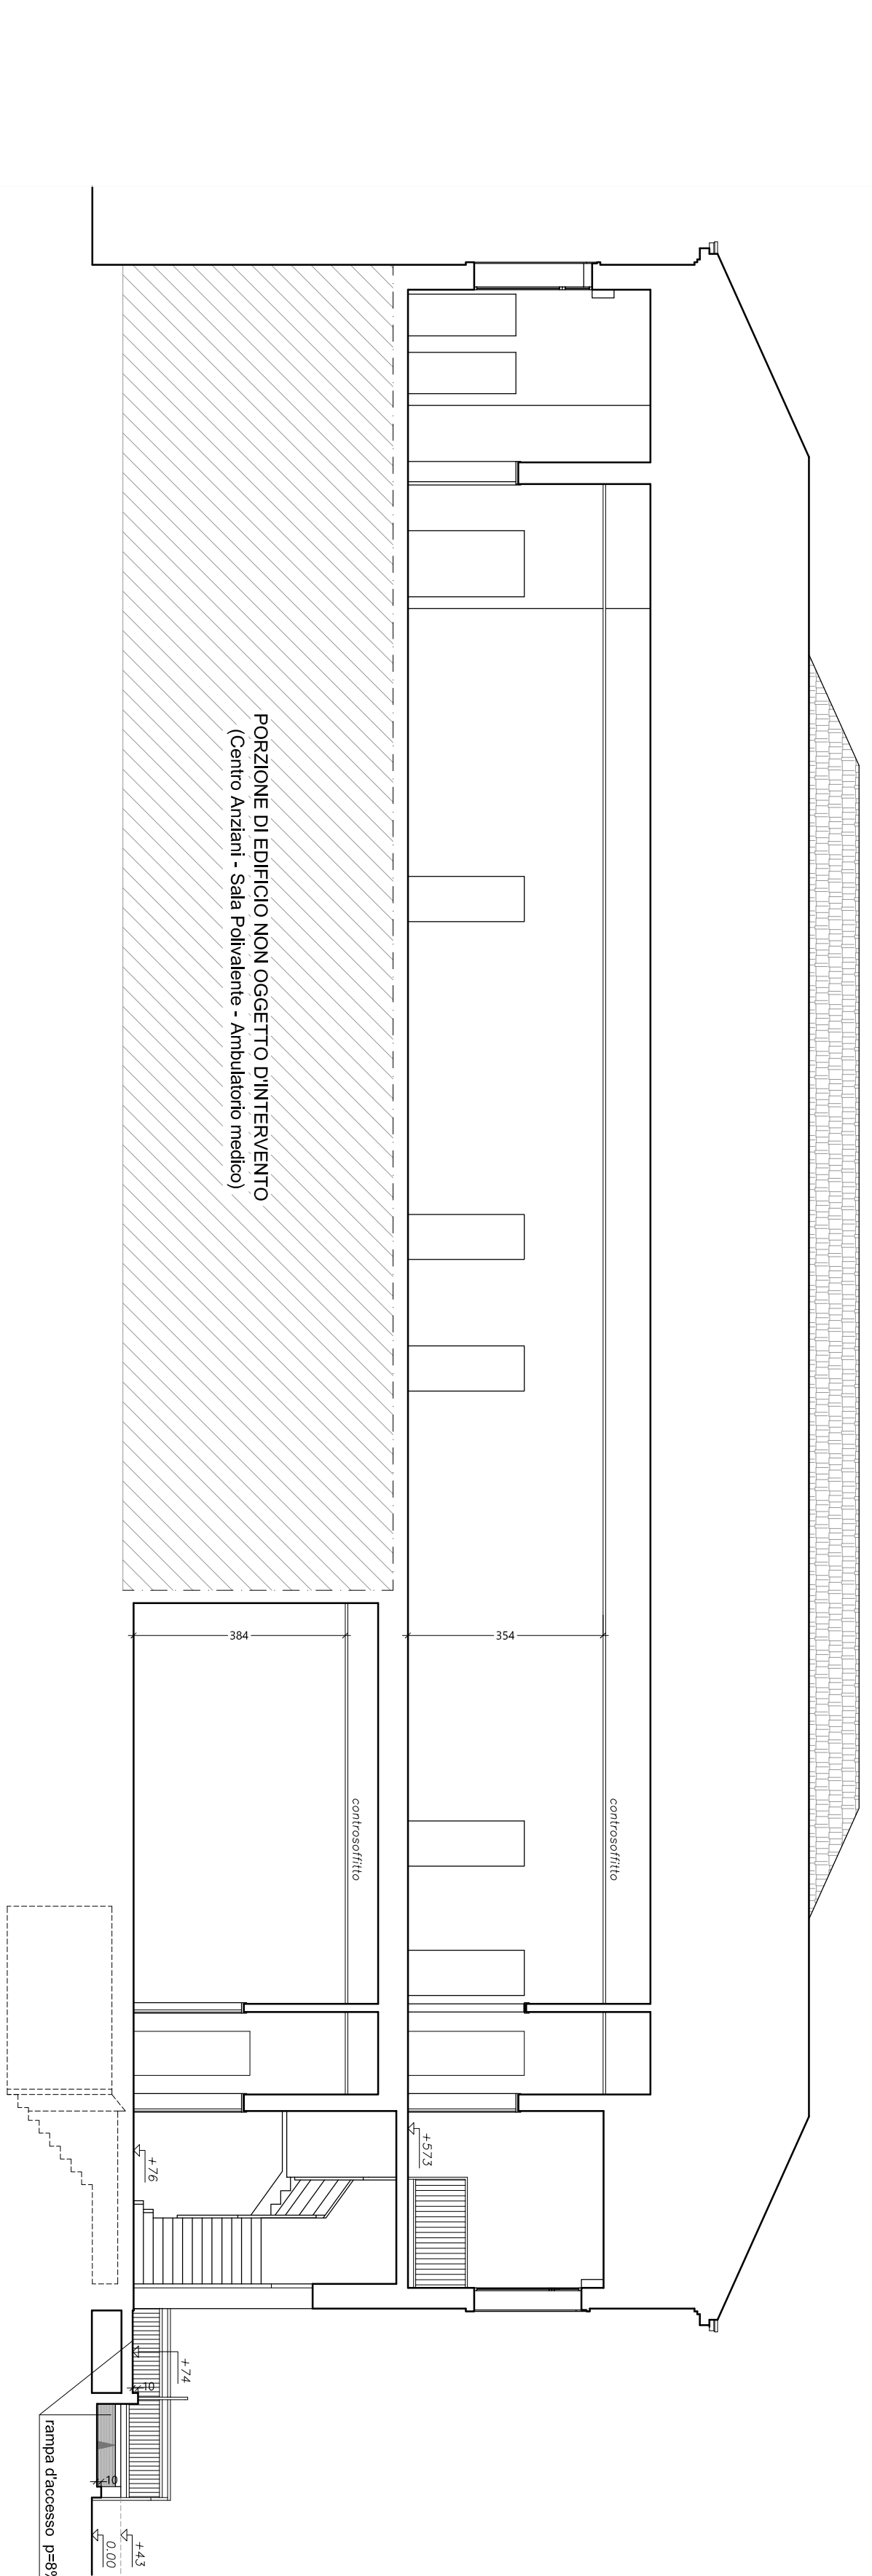 controsoffitto
354
+573
PORZIONE DI EDIFICIO NON OGGETTO D'INTERVENTO
(Centro Anziani - Sala Polivalente - Ambulatorio medico)
controsoffitto
384
+76
+74
10
10
+43
0.00
rampa d'accesso p=8%